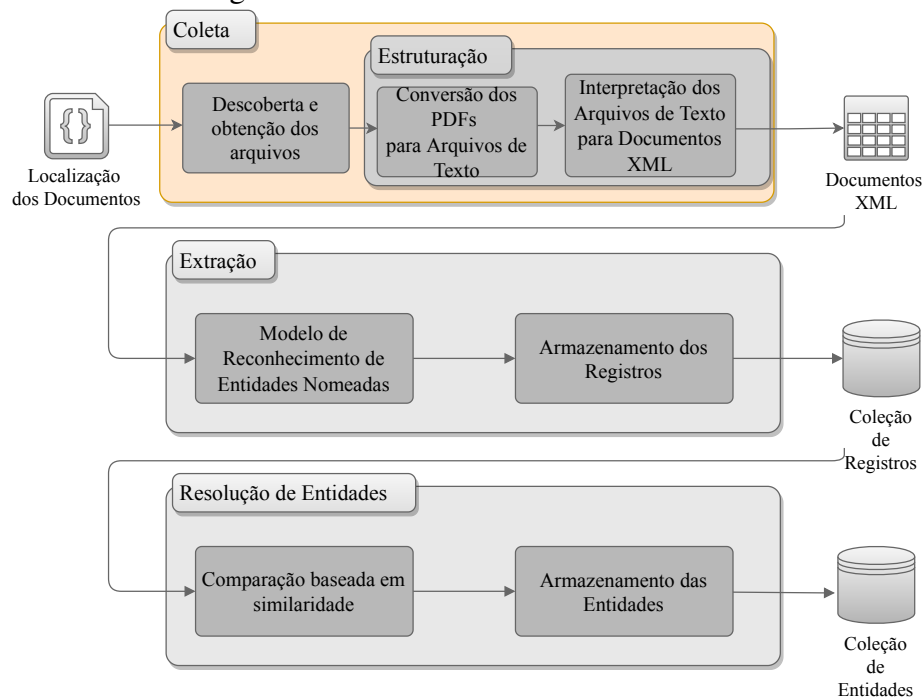 Coleta
Estruturação
Descoberta e
obtenção dos
arquivos
Conversão dos
PDFs
para Arquivos de
Texto
Interpretação dos
Arquivos de Texto
para Documentos
XML
{}
Localização
dos Documentos
Documentos
XML
Extração
Modelo de
Reconhecimento de
Entidades Nomeadas
Armazenamento dos
Registros
Coleção
de
Registros
Resolução de Entidades
Comparação baseada em
similaridade
Armazenamento das
Entidades
Coleção
de
Entidades